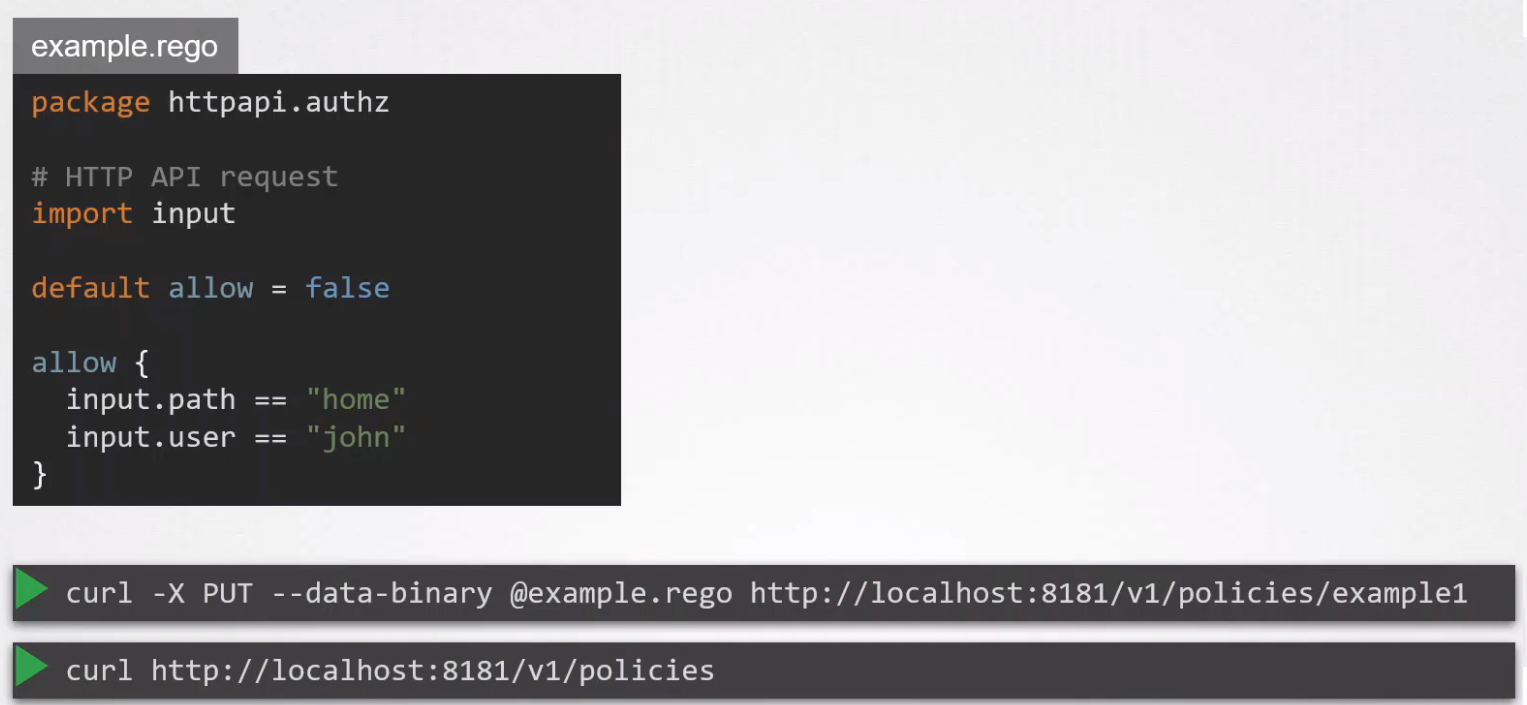 example.rego
package httpapi.authz
# HTTP API request
import input
default allow = false
allow {
input.path == "home"
input.user == "john"
}
curl -X PUT --data-binary @example.rego http://localhost:8181/v1/policies/example1
curl http://localhost:8181/v1/policies